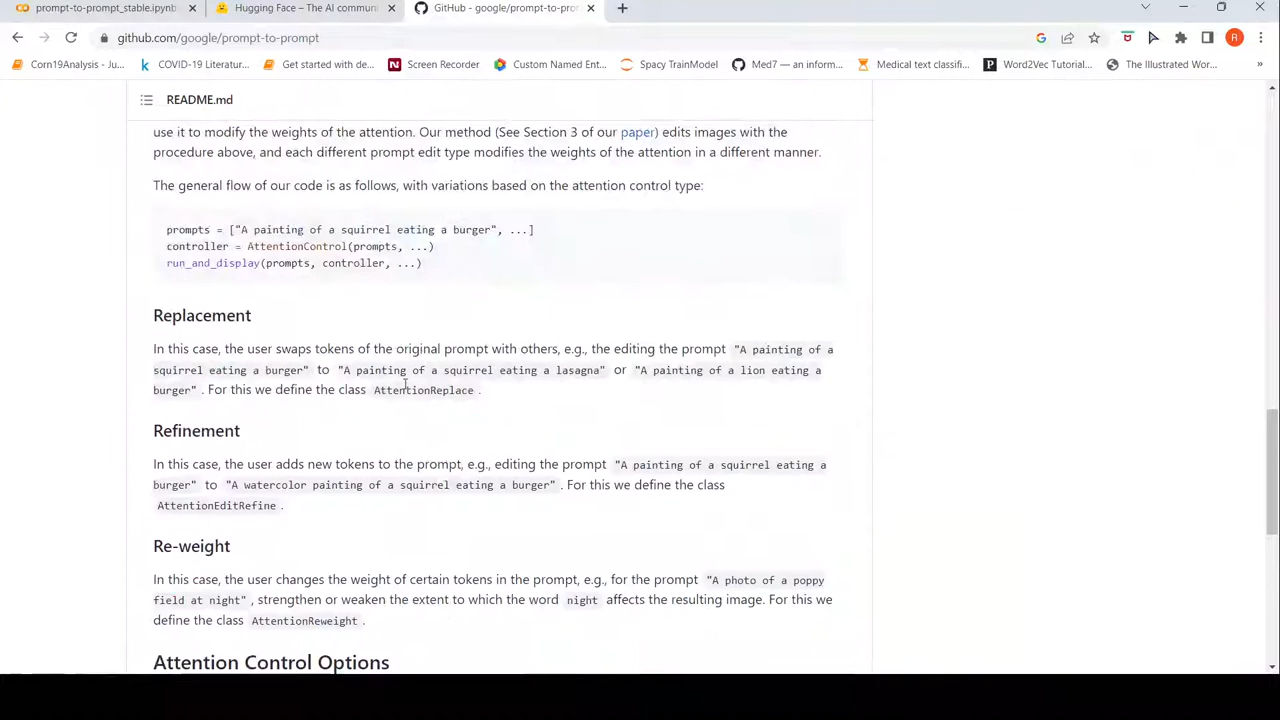 prompt-to-prompt_stable.ipynb
Hugging Face – The AI commun
GitHub - google/prompt-to-pro
github.com/google/prompt-to-prompt
R
Corn19Analysis - Ju...
COVID-19 Literatur...
Get started with de...
Screen Recorder
Custom Named Ent...
Spacy TrainModel
Med7 — an inform...
Medical text classifi...
Word2Vec Tutorial...
The Illustrated Wor...
»
README.md
use it to modify the weights of the attention. Our method (See Section 3 of our paper) edits images with the
procedure above, and each different prompt edit type modifies the weights of the attention in a different manner.
The general flow of our code is as follows, with variations based on the attention control type:
prompts = ["A painting of a squirrel eating a burger", ...]
controller = AttentionControl(prompts, ...)
run_and_display(prompts, controller, ...)
Replacement
In this case, the user swaps tokens of the original prompt with others, e.g., the editing the prompt "A painting of a
squirrel eating a burger" to "A painting of a squirrel eating a lasagna" or "A painting of a lion eating a
burger" . For this we define the class AttentionReplace .
Refinement
In this case, the user adds new tokens to the prompt, e.g., editing the prompt "A painting of a squirrel eating a
burger" to "A watercolor painting of a squirrel eating a burger" . For this we define the class
AttentionEditRefine .
Re-weight
In this case, the user changes the weight of certain tokens in the prompt, e.g., for the prompt "A photo of a poppy
field at night" , strengthen or weaken the extent to which the word night affects the resulting image. For this we
define the class AttentionReweight .
Attention Control Options